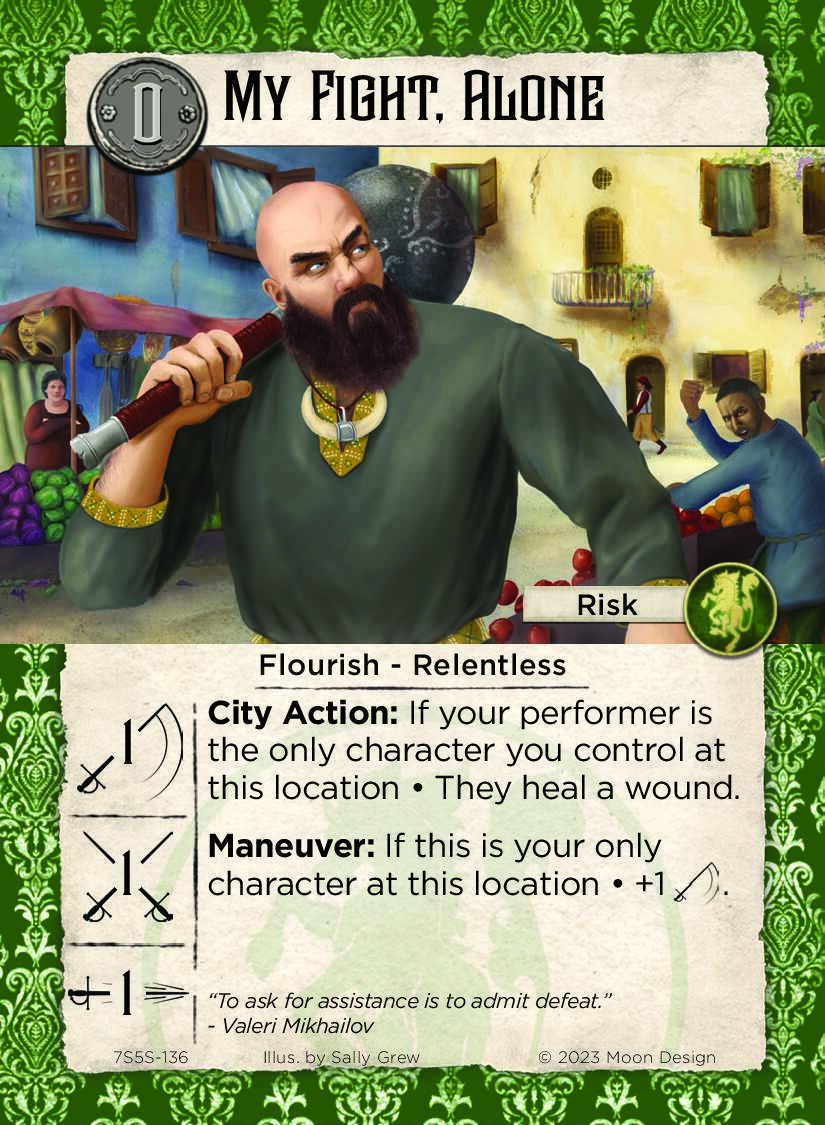 0
My Fight, Alone
Risk
Flourish - Relentless
1
City Action: If your performer is
the only character you control at
this location • They heal a wound.
1
Maneuver: If this is your only
character at this location • +1 .
1
“To ask for assistance is to admit defeat.”
- Valeri Mikhailov
7S5S-136 Illus. by Sally Grew © 2023 Moon Design